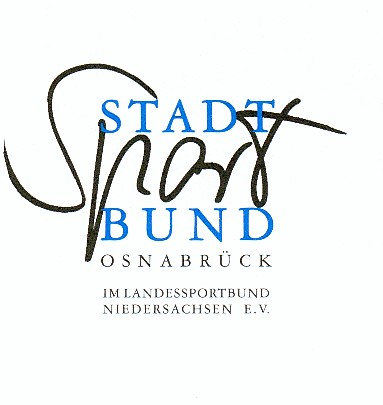 STADT
Sport
BUND
OSNABRÜCK
IM LANDESSPORTBUND
NIEDERSACHSEN E.V.